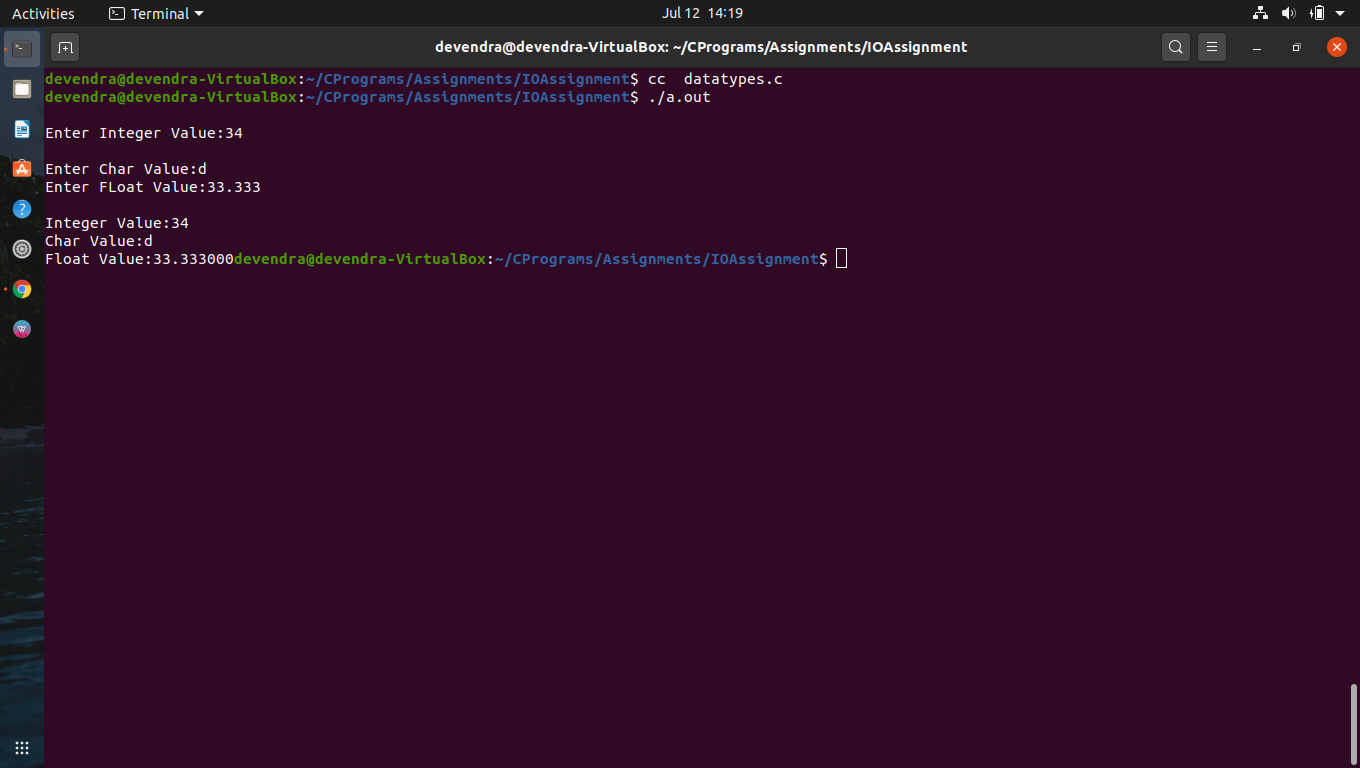 Activities Terminal Jul 12 14:19
devendra@devendra-VirtualBox: ~/CPrograms/Assignments/IOAssignment
devendra@devendra-VirtualBox:~/CPrograms/Assignments/IOAssignment$ cc  datatypes.c
devendra@devendra-VirtualBox:~/CPrograms/Assignments/IOAssignment$ ./a.out
Enter Integer Value:34
Enter Char Value:d
Enter FLoat Value:33.333
Integer Value:34
Char Value:d
Float Value:33.333000devendra@devendra-VirtualBox:~/CPrograms/Assignments/IOAssignment$